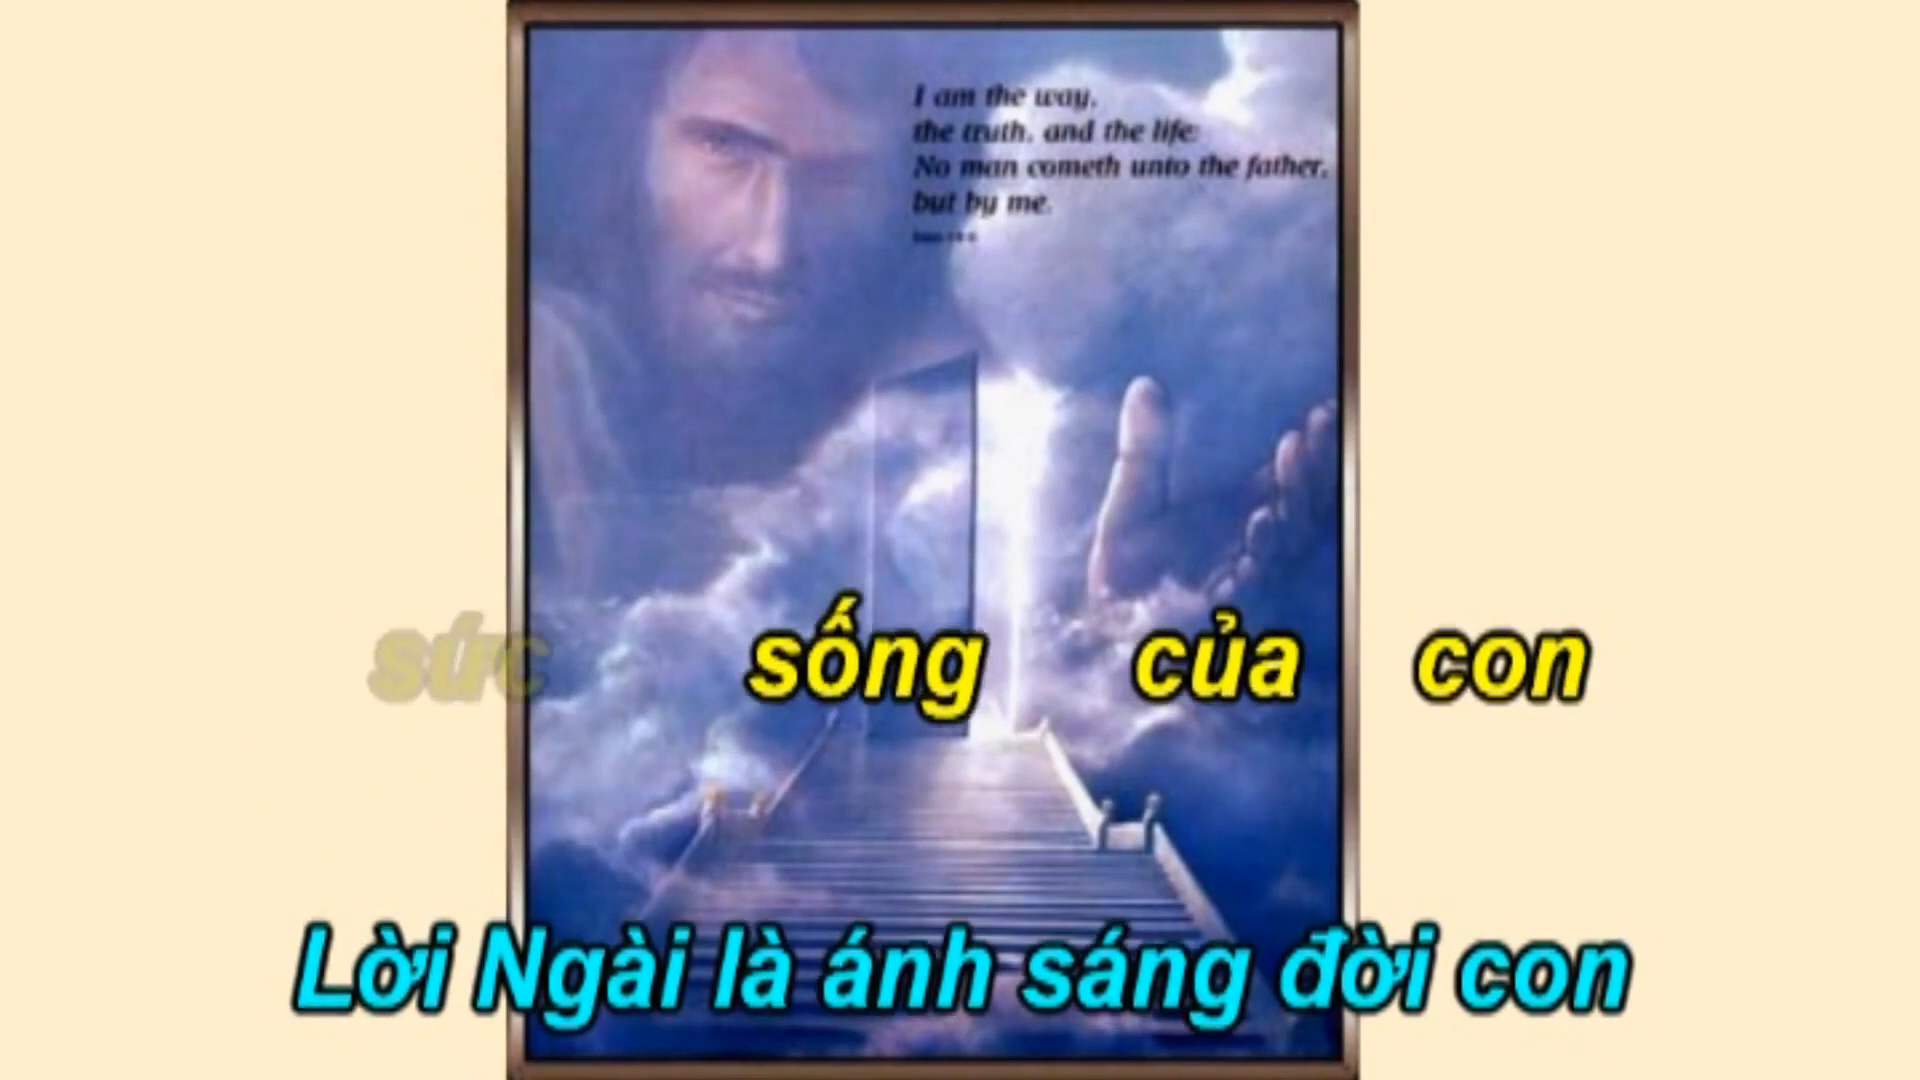 I am the way,
the truth, and the life:
No man cometh unto the father,
but by me.
sức sống của con
Lời Ngài là ánh sáng đời con